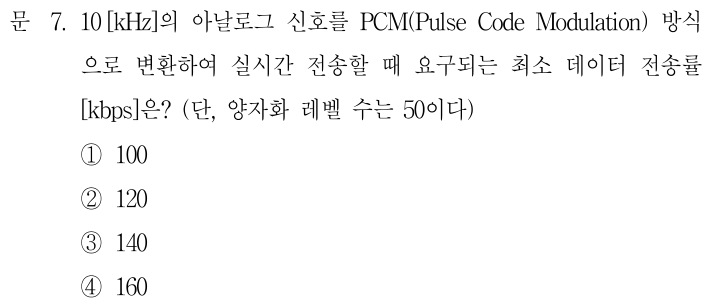 문 7. 10[kHz]의 아날로그 신호를 PCM(Pulse Code Modulation) 방식
으로 변환하여 실시간 전송할 때 요구되는 최소 데이터 전송률
[kbps]은? (단, 양자화 레벨 수는 50이다)
① 100
② 120
③ 140
④ 160